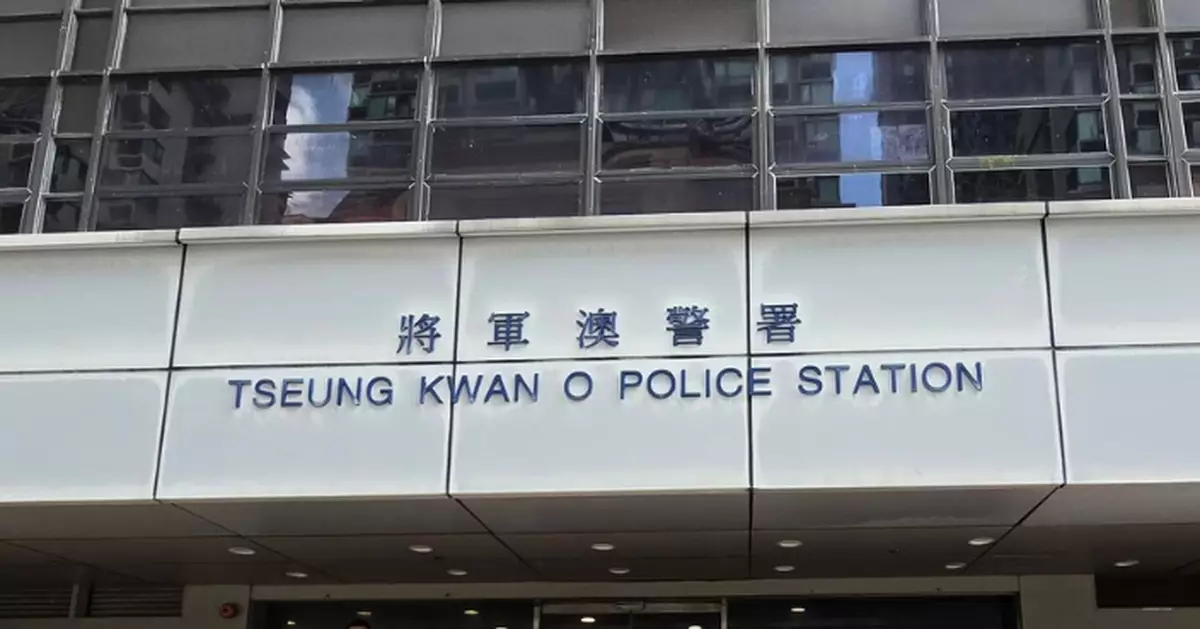 將軍澳警署
TSEUNG KWAN O POLICE STATION